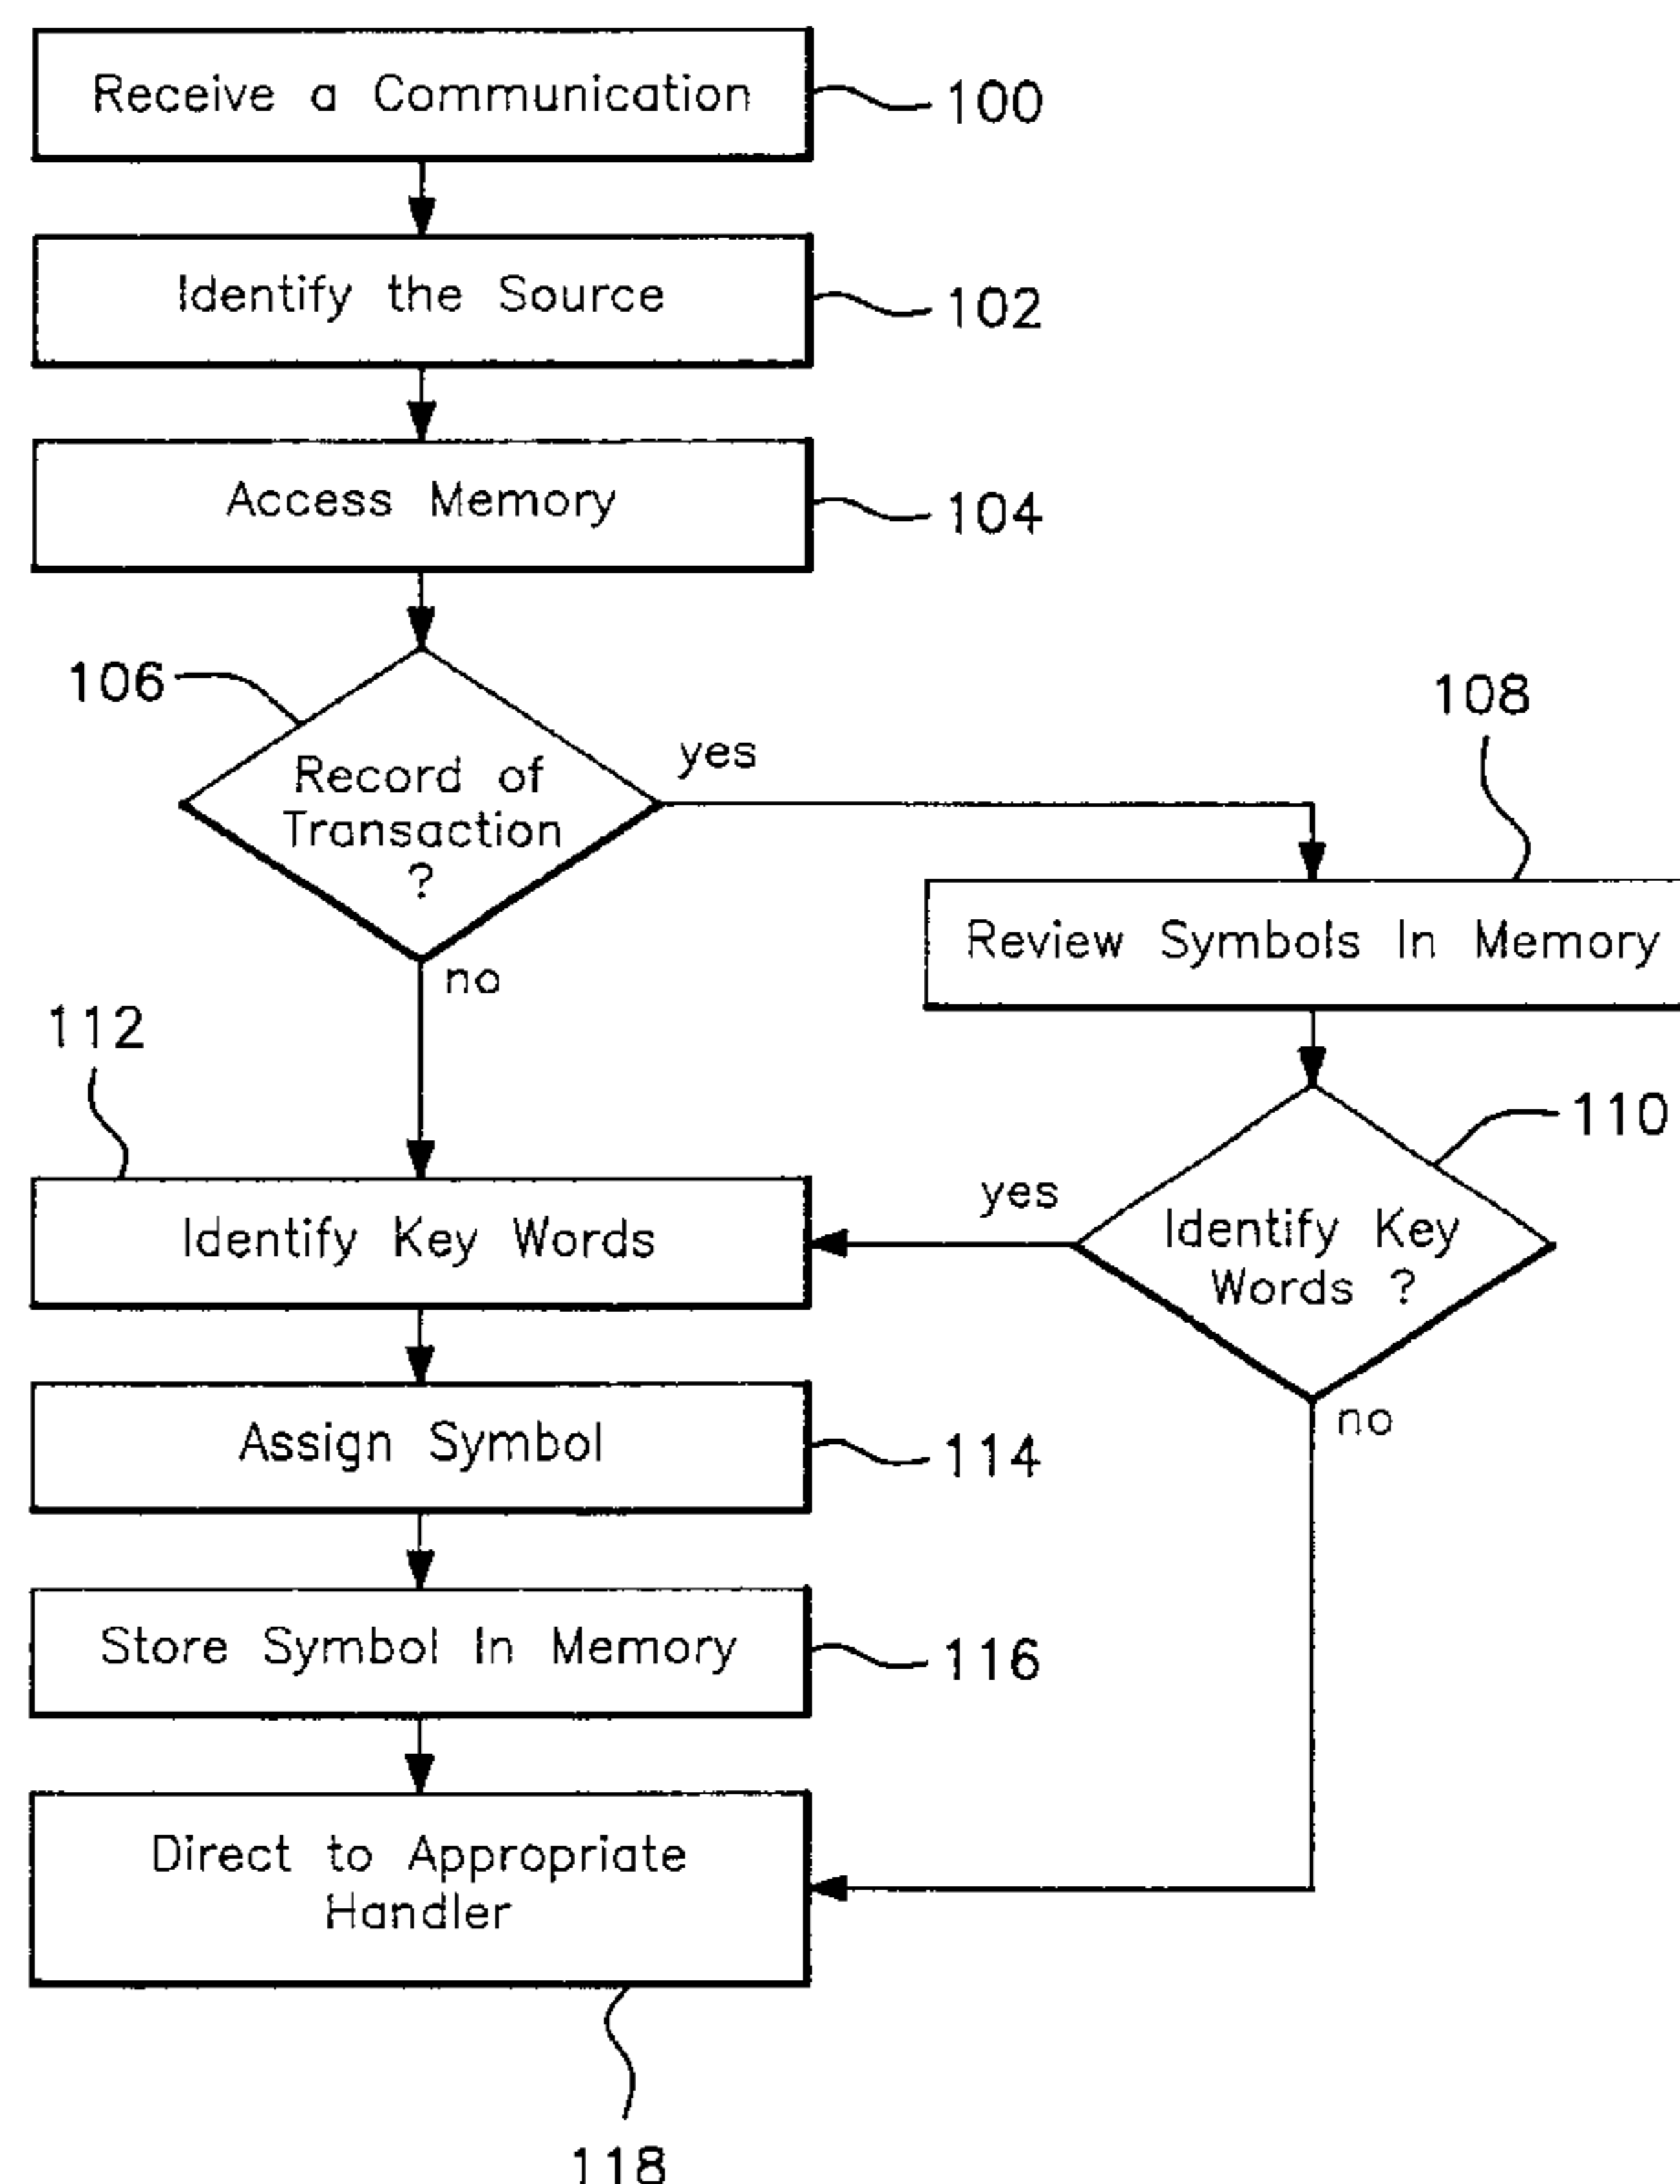 Receive a Communication
100
Identify the Source
102
Access Memory
104
106
Record of
Transaction
?
yes
no
108
Review Symbols In Memory
110
Identify Key
Words ?
yes
no
112
Identify Key Words
Assign Symbol
114
Store Symbol In Memory
116
Direct to Appropriate
Handler
118